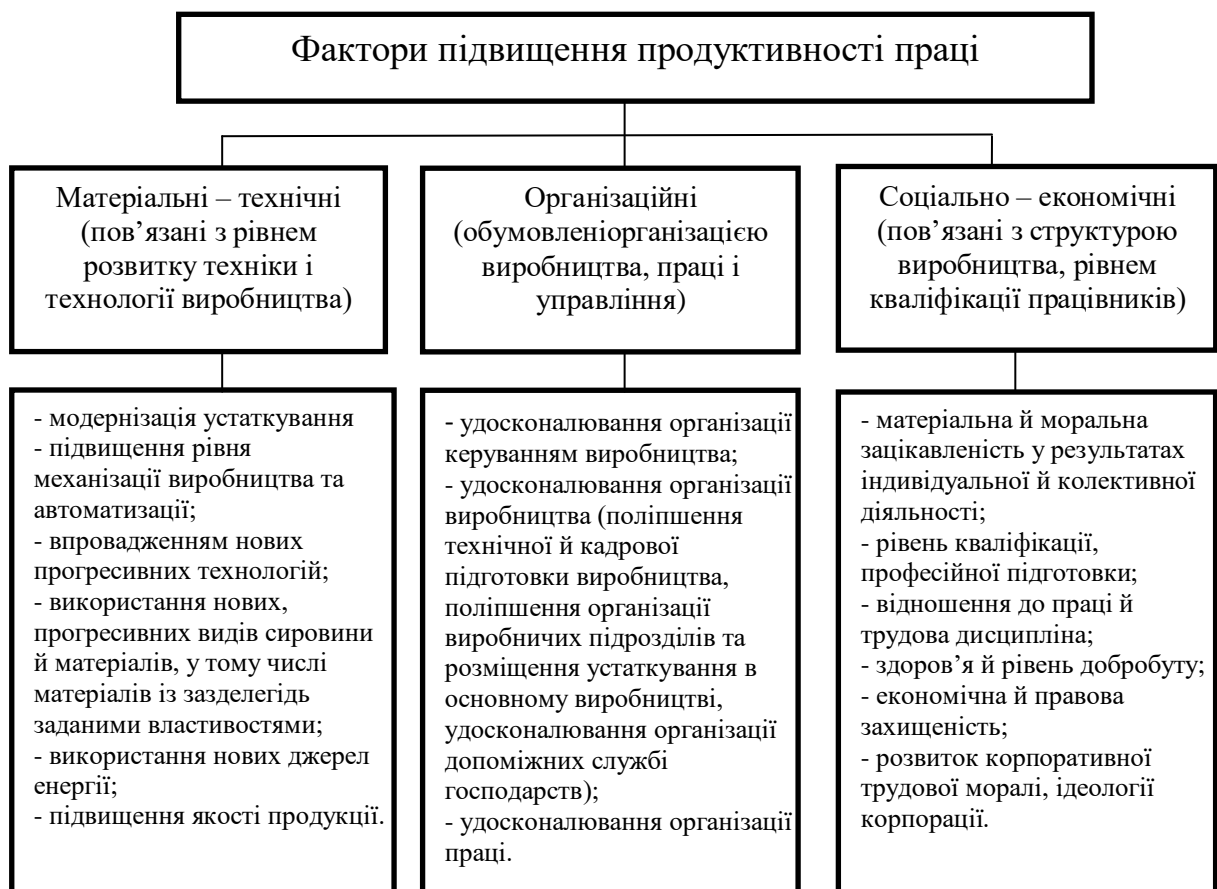 Фактори підвищення продуктивності праці
Матеріальні – технічні
(пов’язані з рівнем
розвитку техніки і
технології виробництва)
Організаційні
(обумовленіорганізацією
виробництва, праці і
управління)
Соціально – економічні
(пов’язані з структурою
виробництва, рівнем
кваліфікації працівників)
- модернізація устаткування
- підвищення рівня
механізації виробництва та
автоматизації;
- впровадженням нових
прогресивних технологій;
- використання нових,
прогресивних видів сировини
й матеріалів, у тому числі
матеріалів із зазделегідь
заданими властивостями;
- використання нових джерел
енергії;
- підвищення якості продукції.
- удосконалювання організації
керуванням виробництва;
- удосконалювання організації
виробництва (поліпшення
технічної й кадрової
підготовки виробництва,
поліпшення організації
виробничих підрозділів та
розміщення устаткування в
основному виробництві,
удосконалювання організації
допоміжних службі
господарств);
- удосконалювання організації
праці.
- матеріальна й моральна
зацікавленість у результатах
індивідуальної й колективної
діяльності;
- рівень кваліфікації,
професійної підготовки;
- відношення до праці й
трудова дисципліна;
- здоров’я й рівень добробуту;
- економічна й правова
захищеність;
- розвиток корпоративної
трудової моралі, ідеології
корпорації.